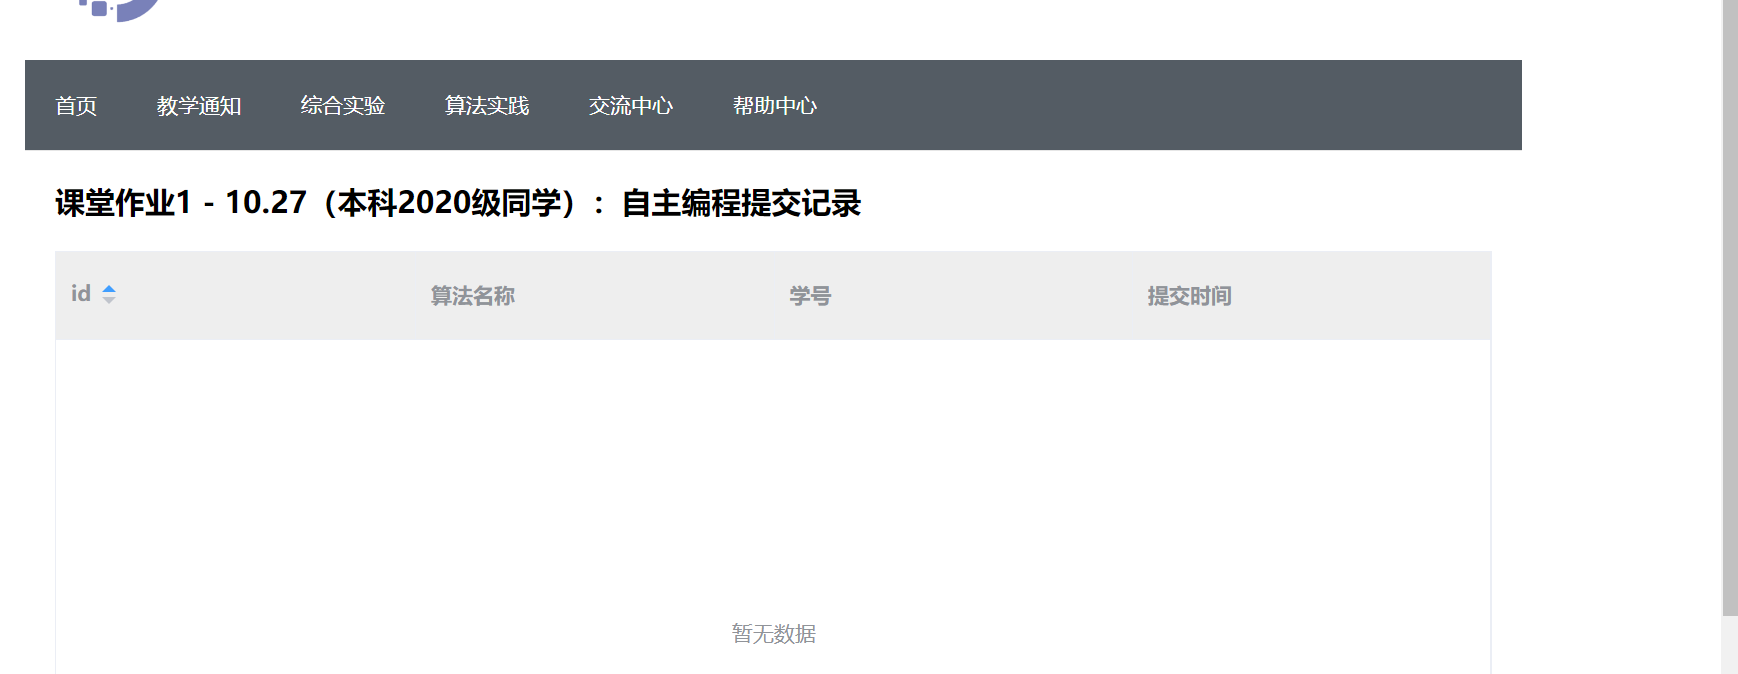 首页 教学通知 综合实验 算法实践 交流中心 帮助中心
课堂作业1 - 10.27（本科2020级同学）：自主编程提交记录
id 算法名称 学号 提交时间
暂无数据